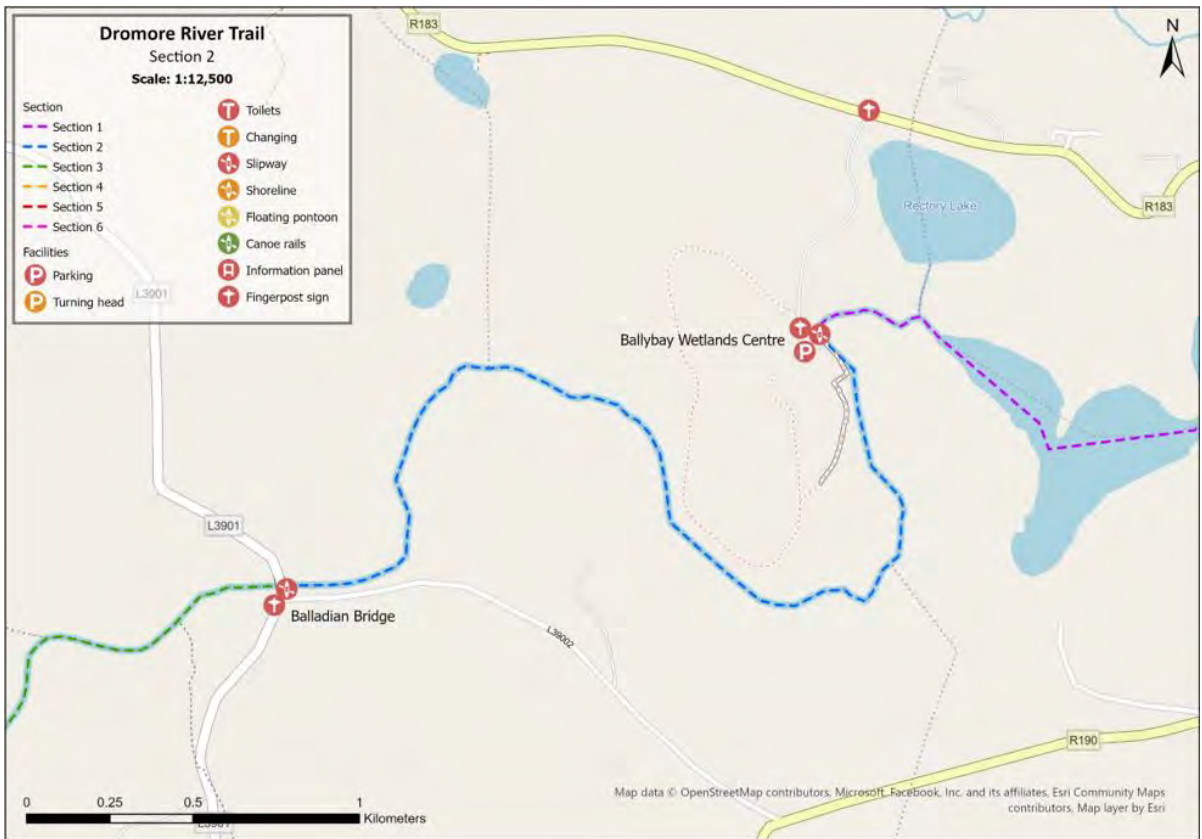 Dromore River Trail
Section 2
Scale: 1:12,500
Section
Section 1
Section 2
Section 3
Section 4
Section 5
Section 6
Facilities
P Parking
P Turning head
T Toilets
T Changing
Slipway
Shoreline
Floating pontoon
Canoe rails
Information panel
Fingerpost sign
R183
N
L3901
Rectory Lake
R183
Ballybay Wetlands Centre
P
L3901
Balladian Bridge
L39002
R190
L3901
0 0.25 0.5 1
Kilometers
Map data © OpenStreetMap contributors, Microsoft, Facebook, Inc. and its affiliates, Esri Community Maps
contributors, Map layer by Esri